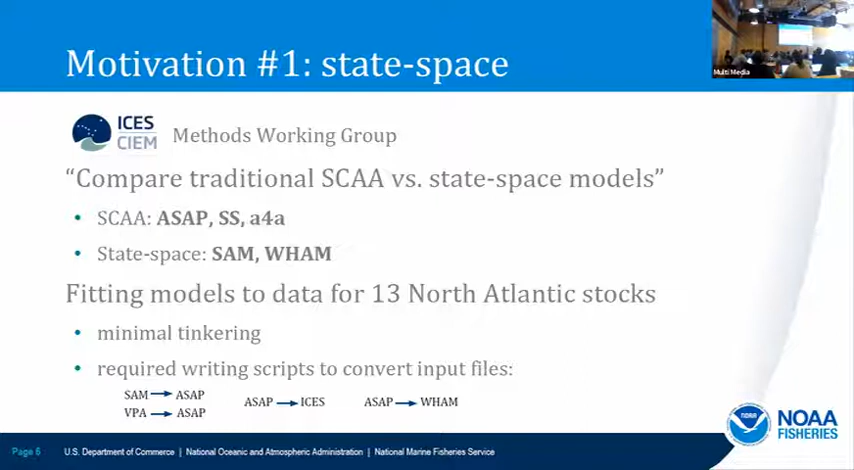 Motivation #1: state-space
Multi Media
ICES
CIEM
Methods Working Group
“Compare traditional SCAA vs. state-space models”
• SCAA: ASAP, SS, a4a
• State-space: SAM, WHAM
Fitting models to data for 13 North Atlantic stocks
• minimal tinkering
• required writing scripts to convert input files:
SAM → ASAP
VPA → ASAP
ASAP → ICES
ASAP → WHAM
NOAA
NOAA
FISHERIES
Page 6
U.S. Department of Commerce | National Oceanic and Atmospheric Administration | National Marine Fisheries Service